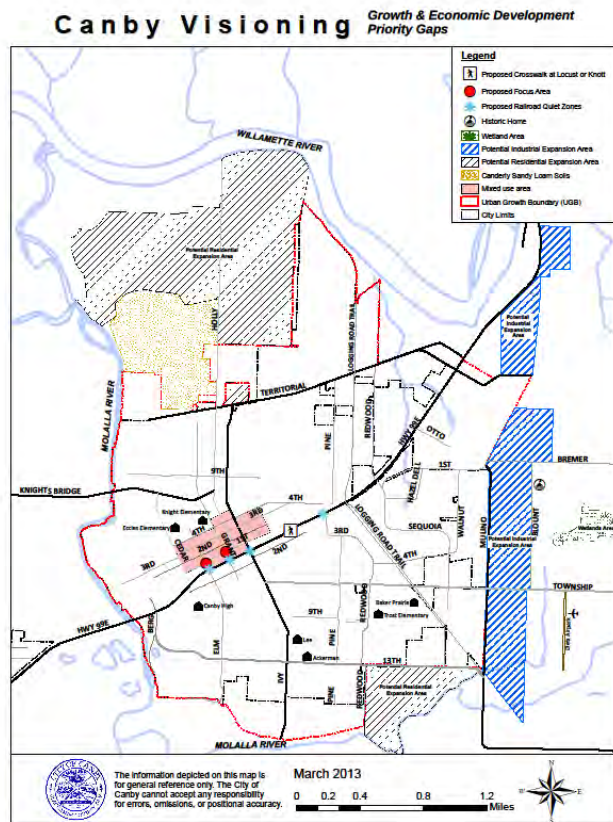 Canby Visioning
Growth & Economic Development
Priority Gaps
Legend
Proposed Crosswalk at Locust or Knott
Proposed Focus Area
Proposed Railroad Quiet Zones
Historic Home
Wetland Area
Potential Industrial Expansion Area
Potential Residential Expansion Area
Canderly Sandy Loam Soils
Mixed use area
Urban Growth Boundary (UGB)
City Limits
WILLAMETTE RIVER
Potential Residential
Expansion Area
HOLLY
LOGGING ROAD TRAIL
Potential
Industrial
Expansion
Area
MOLALLA RIVER
TERRITORIAL
PINE
REDWOOD
HWY 99E
OTTO
9TH
1ST
BREMER
KNIGHTS BRIDGE
HAZEL DELL
WALNUT
4TH
3RD
Knight Elementary
Eccles Elementary
4TH
SEQUOIA
MULINO
BLOUNT
Wetlands Area
CEDAR
2ND
GRANT
1ST
2ND
3RD
LOGGING ROAD TRAIL
4TH
Potential Industrial
Expansion Area
3RD
TOWNSHIP
HWY 99E
BERG
Canby High
ELM
9TH
PINE
REDWOOD
Baker Prairie
Trost Elementary
Lee
Ackerman
13TH
IVY
PINE
REDWOOD
Potential Residential
Expansion Area
MOLALLA RIVER
CITY OF CANBY
The information depicted on this map is
for general reference only. The City of
Canby cannot accept any responsibility
for errors, omissions, or positional accuracy.
March 2013
0 0.2 0.4 0.8 1.2
Miles
N
W E
S